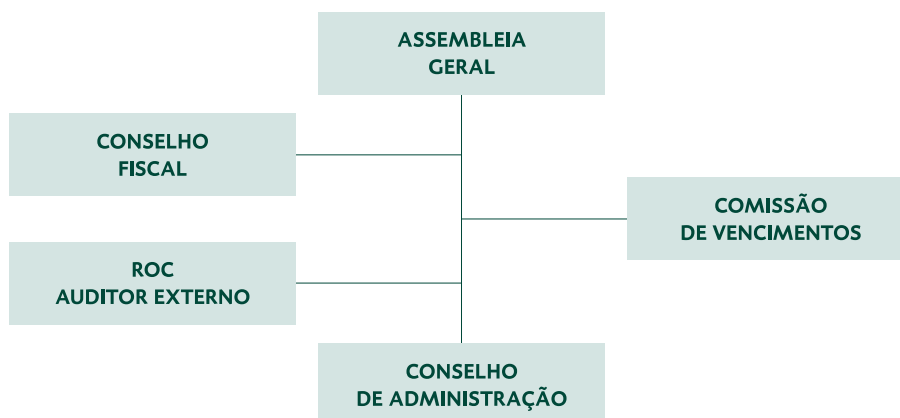 ASSEMBLEIA
GERAL
CONSELHO
FISCAL
COMISSÃO
DE VENCIMENTOS
ROC
AUDITOR EXTERNO
CONSELHO
DE ADMINISTRAÇÃO